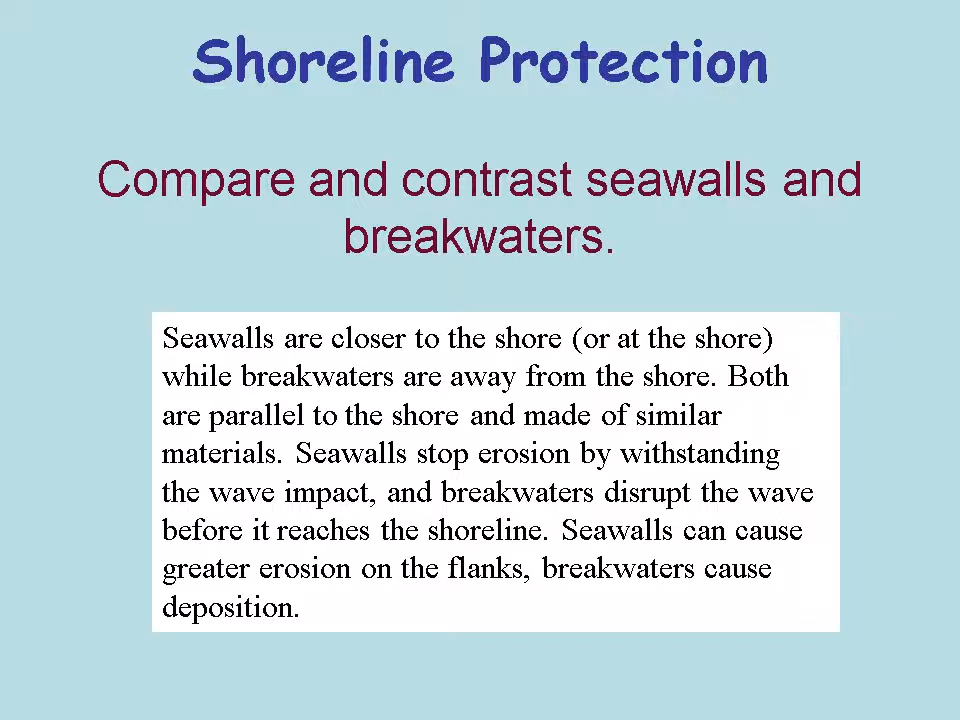 Shoreline Protection
Compare and contrast seawalls and
breakwaters.
Seawalls are closer to the shore (or at the shore)
while breakwaters are away from the shore. Both
are parallel to the shore and made of similar
materials. Seawalls stop erosion by withstanding
the wave impact, and breakwaters disrupt the wave
before it reaches the shoreline. Seawalls can cause
greater erosion on the flanks, breakwaters cause
deposition.